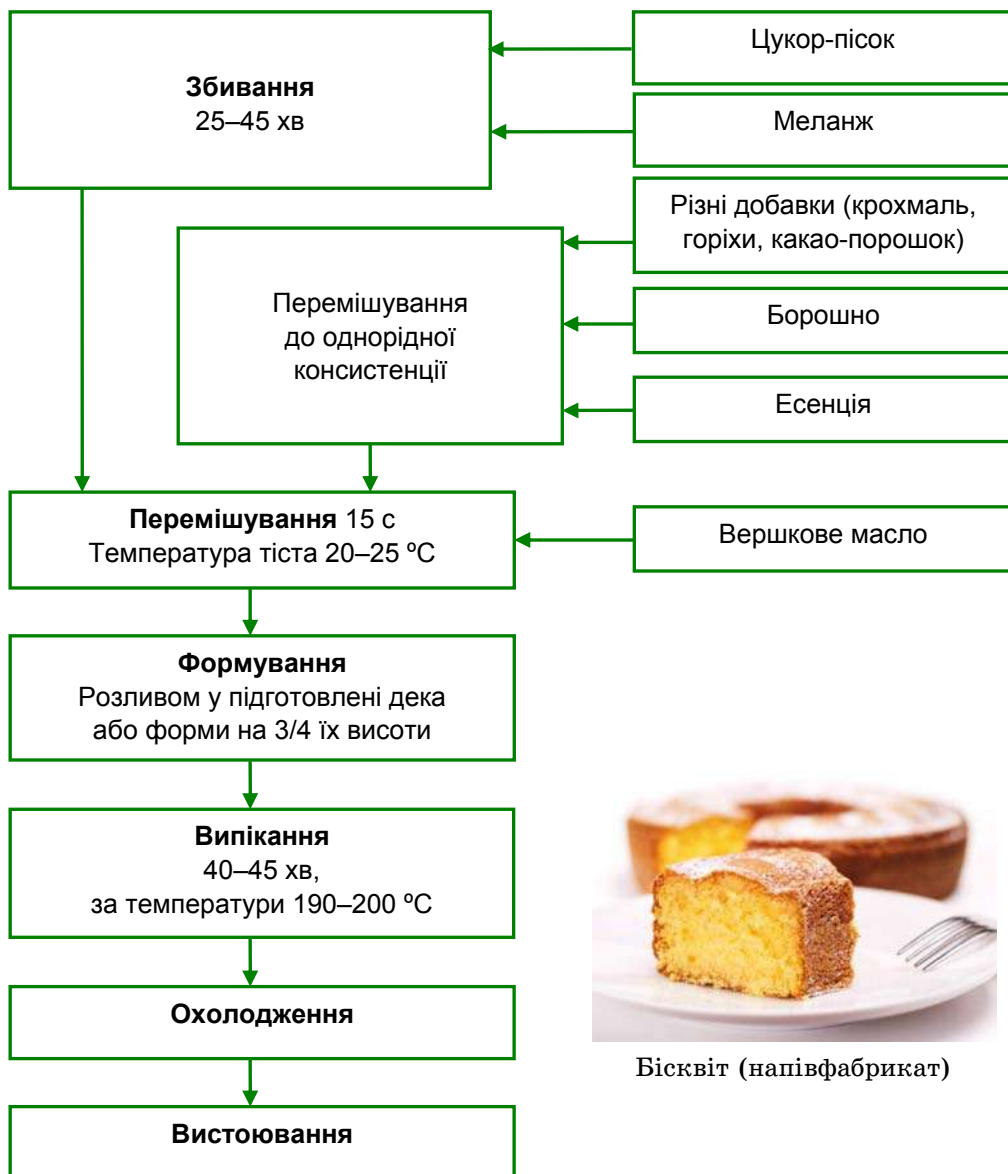 Цукор-пісок
Збивання
25–45 хв
Меланж
Різні добавки (крохмаль,
горіхи, какао-порошок)
Перемішування
до однорідної
консистенції
Борошно
Есенція
Перемішування 15 с
Температура тіста 20–25 ºС
Вершкове масло
Формування
Розливом у підготовлені дека
або форми на 3/4 їх висоти
Випікання
40–45 хв,
за температури 190–200 ºС
Охолодження
Бісквіт (напівфабрикат)
Вистоювання